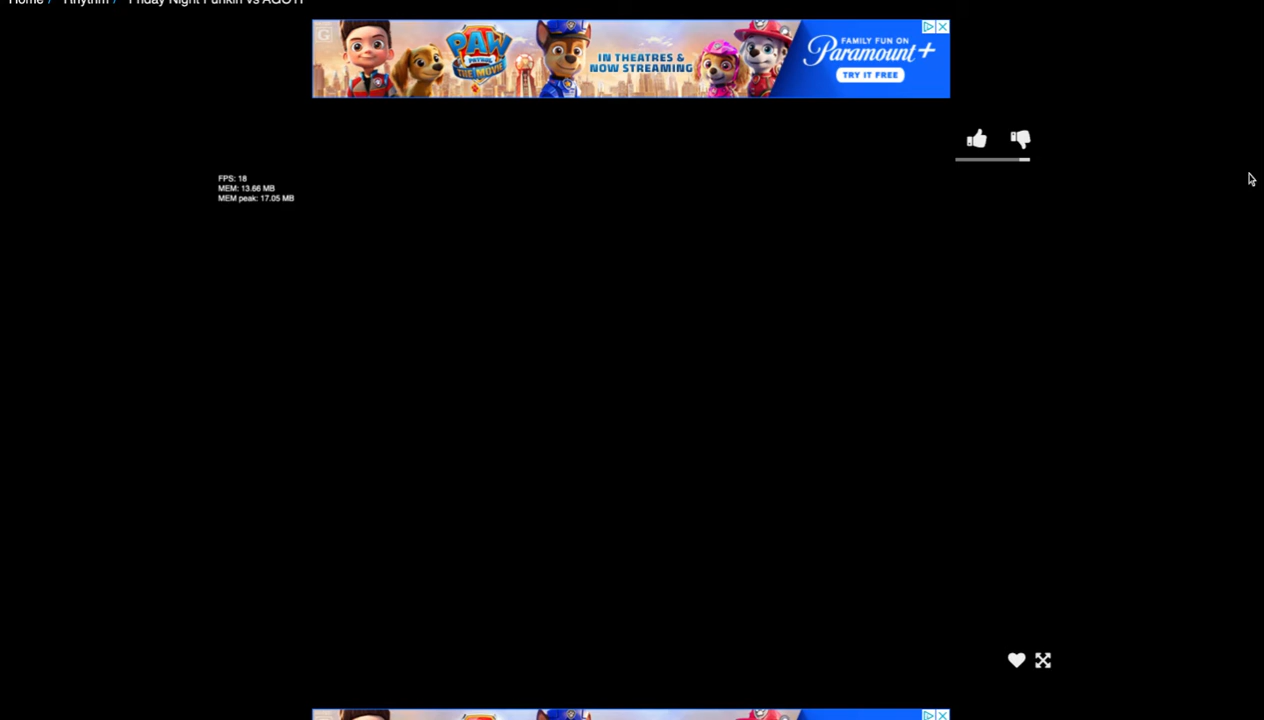 Home / Rhythm / Friday Night Funkin vs AGOTI
G
PAW
PATROL
THE MOVIE
IN THEATRES &
NOW STREAMING
FAMILY FUN ON
Paramount+
TRY IT FREE
FPS: 18
MEM: 13.66 MB
MEM peak: 17.05 MB